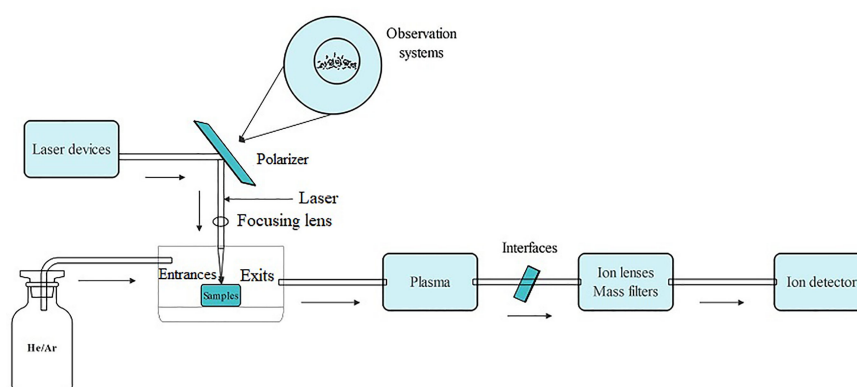 Observation
systems
Laser devices
Polarizer
Laser
Focusing lens
Interfaces
Entrances
Exits
Samples
Plasma
Ion lenses
Mass filters
Ion detector
He/Ar